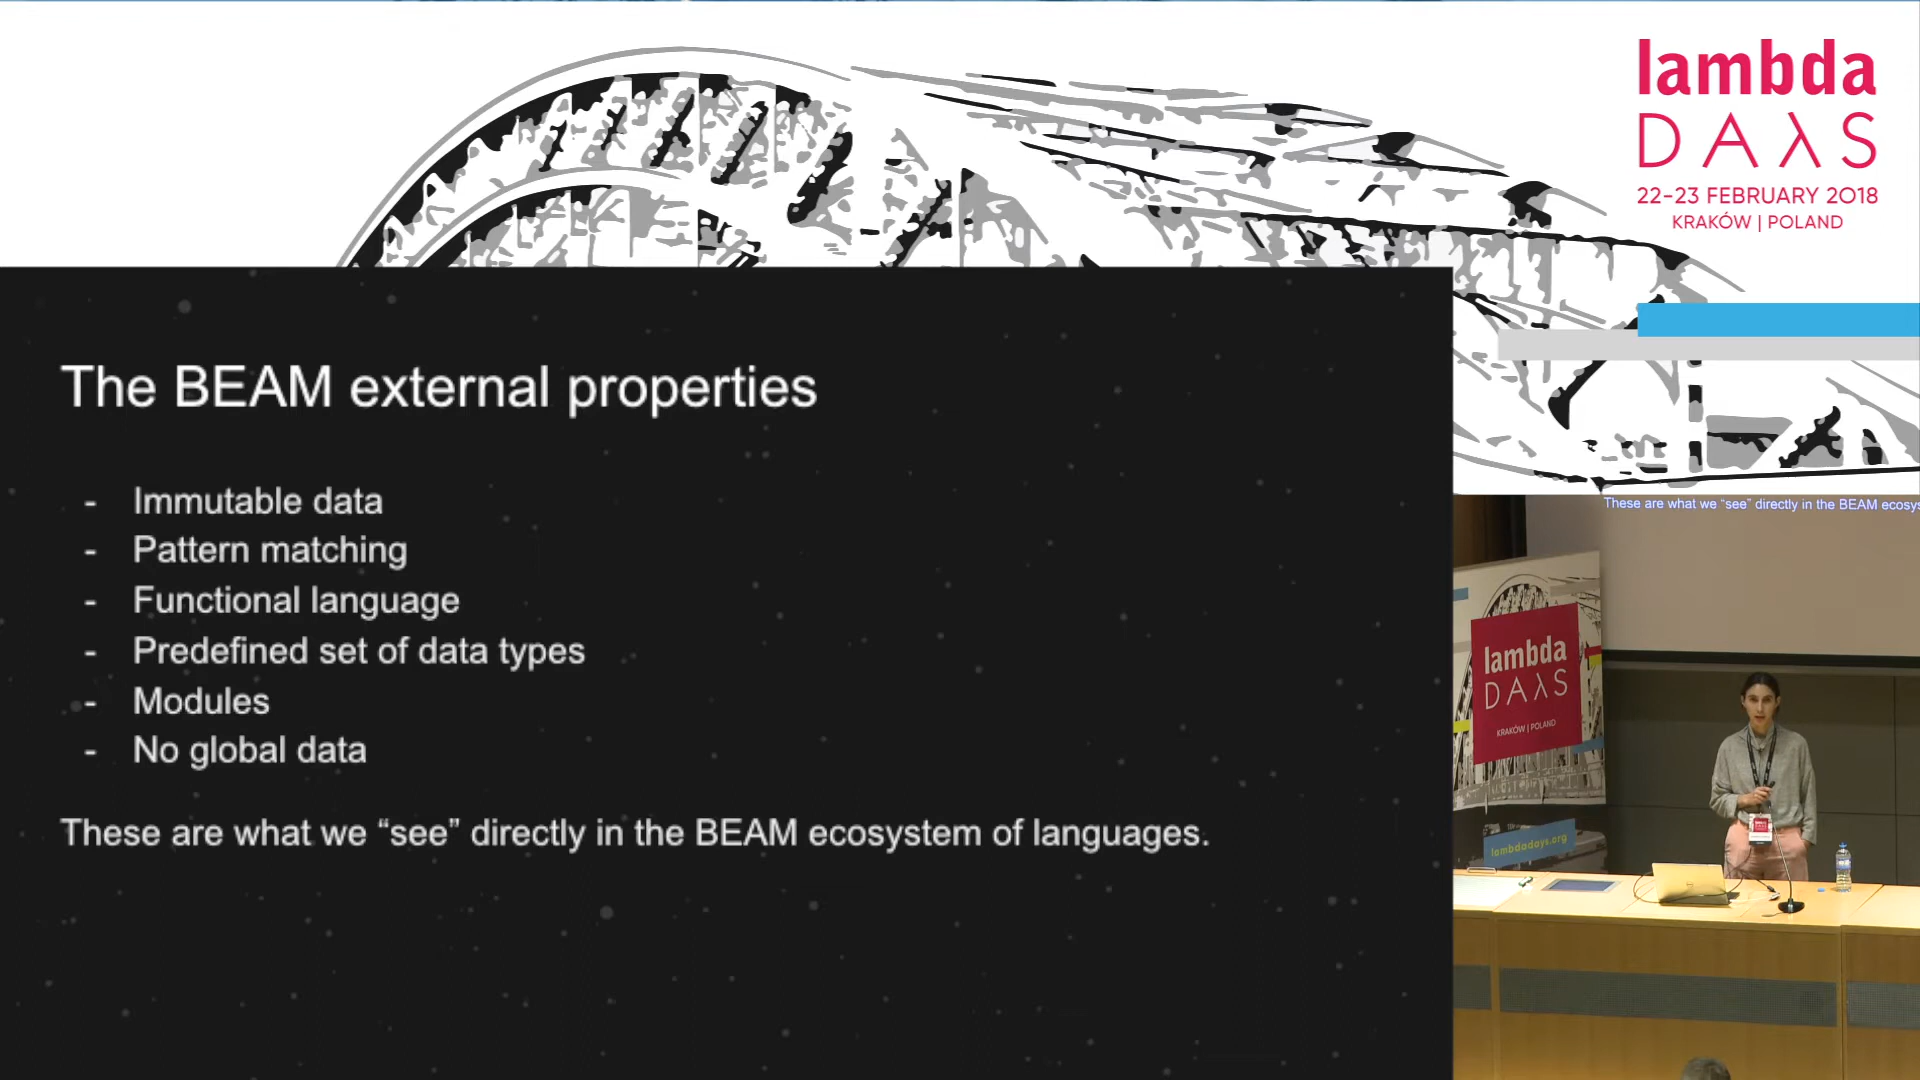 lambda
DAλS
22-23 FEBRUARY 2018
KRAKÓW | POLAND
The BEAM external properties
- Immutable data
- Pattern matching
- Functional language
- Predefined set of data types
- Modules
- No global data
These are what we “see” directly in the BEAM ecosystem of languages.
These are what we “see” directly in the BEAM ecosys
lambda
DAλS
KRAKÓW | POLAND
lambdadays.org